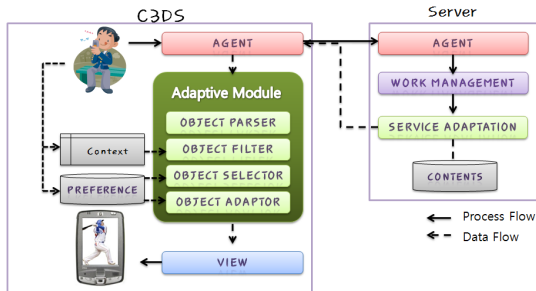 C3DS
Server
AGENT
AGENT
Adaptive Module
WORK MANAGEMENT
OBJECT PARSER
SERVICE ADAPTATION
Context
OBJECT FILTER
PREFERENCE
OBJECT SELECTOR
CONTENTS
OBJECT ADAPTOR
Process Flow
Data Flow
VIEW